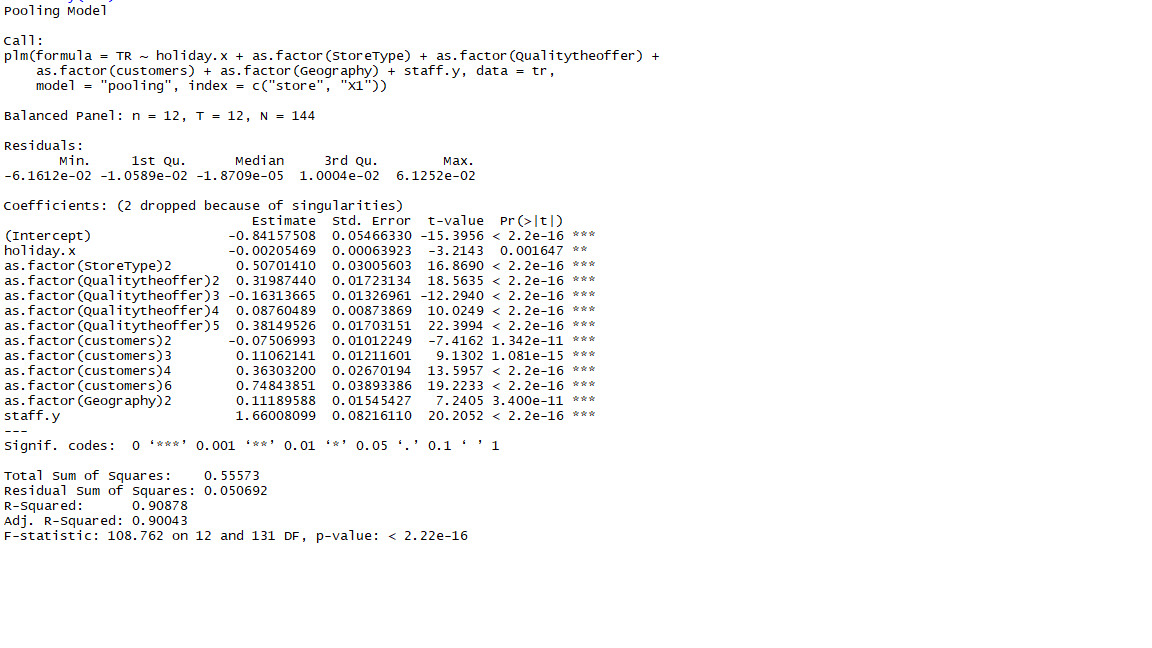 Pooling Model
Call:
plm(formula = TR ~ holiday.x + as.factor(StoreType) + as.factor(Qualitytheoffer) +
    as.factor(customers) + as.factor(Geography) + staff.y, data = tr,
    model = "pooling", index = c("store", "X1"))
Balanced Panel: n = 12, T = 12, N = 144
Residuals:
       Min.     1st Qu.      Median     3rd Qu.        Max.
-6.1612e-02 -1.0589e-02 -1.8709e-05  1.0004e-02  6.1252e-02
Coefficients: (2 dropped because of singularities)
                               Estimate  Std. Error  t-value  Pr(>|t|)
(Intercept)                 -0.84157508  0.05466330 -15.3956 < 2.2e-16 ***
holiday.x                   -0.00205469  0.00063923  -3.2143  0.001647 **
as.factor(StoreType)2        0.50701410  0.03005603  16.8690 < 2.2e-16 ***
as.factor(Qualitytheoffer)2  0.31987440  0.01723134  18.5635 < 2.2e-16 ***
as.factor(Qualitytheoffer)3 -0.16313665  0.01326961 -12.2940 < 2.2e-16 ***
as.factor(Qualitytheoffer)4  0.08760489  0.00873869  10.0249 < 2.2e-16 ***
as.factor(Qualitytheoffer)5  0.38149526  0.01703151  22.3994 < 2.2e-16 ***
as.factor(customers)2       -0.07506993  0.01012249  -7.4162 1.342e-11 ***
as.factor(customers)3        0.11062141  0.01211601   9.1302 1.081e-15 ***
as.factor(customers)4        0.36303200  0.02670194  13.5957 < 2.2e-16 ***
as.factor(customers)6        0.74843851  0.03893386  19.2233 < 2.2e-16 ***
as.factor(Geography)2        0.11189588  0.01545427   7.2405 3.400e-11 ***
staff.y                      1.66008099  0.08216110  20.2052 < 2.2e-16 ***
---
Signif. codes:  0 ‘***’ 0.001 ‘**’ 0.01 ‘*’ 0.05 ‘.’ 0.1 ‘ ’ 1
Total Sum of Squares:    0.55573
Residual Sum of Squares: 0.050692
R-Squared:      0.90878
Adj. R-Squared: 0.90043
F-statistic: 108.762 on 12 and 131 DF, p-value: < 2.22e-16